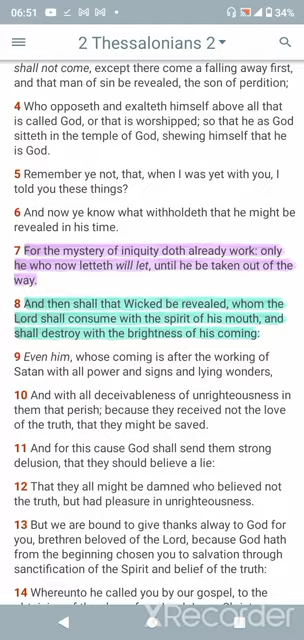 06:51 34%
2 Thessalonians 2
shall not come, except there come a falling away first,
and that man of sin be revealed, the son of perdition;
4 Who opposeth and exalteth himself above all that
is called God, or that is worshipped; so that he as God
sitteth in the temple of God, shewing himself that he
is God.
5 Remember ye not, that, when I was yet with you, I
told you these things?
6 And now ye know what withholdeth that he might be
revealed in his time.
7 For the mystery of iniquity doth already work: only
he who now letteth will let, until he be taken out of the
way.
8 And then shall that Wicked be revealed, whom the
Lord shall consume with the spirit of his mouth, and
shall destroy with the brightness of his coming:
9 Even him, whose coming is after the working of
Satan with all power and signs and lying wonders,
10 And with all deceivableness of unrighteousness in
them that perish; because they received not the love
of the truth, that they might be saved.
11 And for this cause God shall send them strong
delusion, that they should believe a lie:
12 That they all might be damned who believed not
the truth, but had pleasure in unrighteousness.
13 But we are bound to give thanks alway to God for
you, brethren beloved of the Lord, because God hath
from the beginning chosen you to salvation through
sanctification of the Spirit and belief of the truth:
14 Whereunto he called you by our gospel, to the
XRecorder